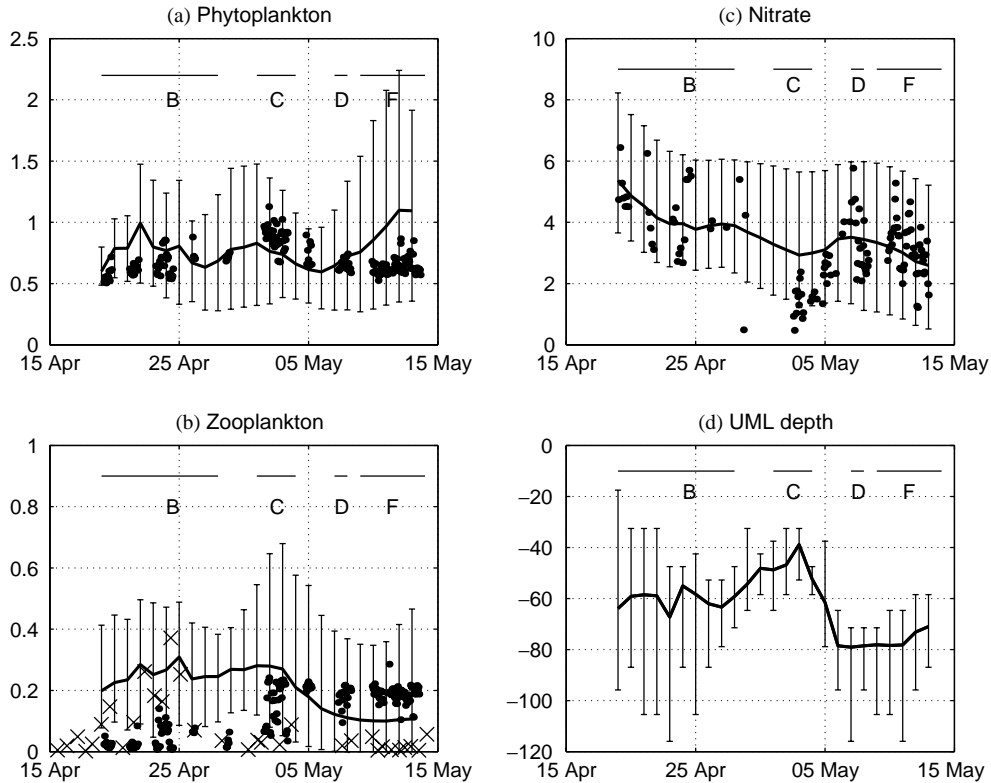 (a) Phytoplankton
2.5
2
1.5
1
0.5
0
B
C
D
F
15 Apr
25 Apr
05 May
15 May
(c) Nitrate
10
8
6
4
2
0
B
C
D
F
15 Apr
25 Apr
05 May
15 May
(b) Zooplankton
1
0.8
0.6
0.4
0.2
0
B
C
D
F
15 Apr
25 Apr
05 May
15 May
(d) UML depth
0
−20
−40
−60
−80
−100
−120
B
C
D
F
15 Apr
25 Apr
05 May
15 May